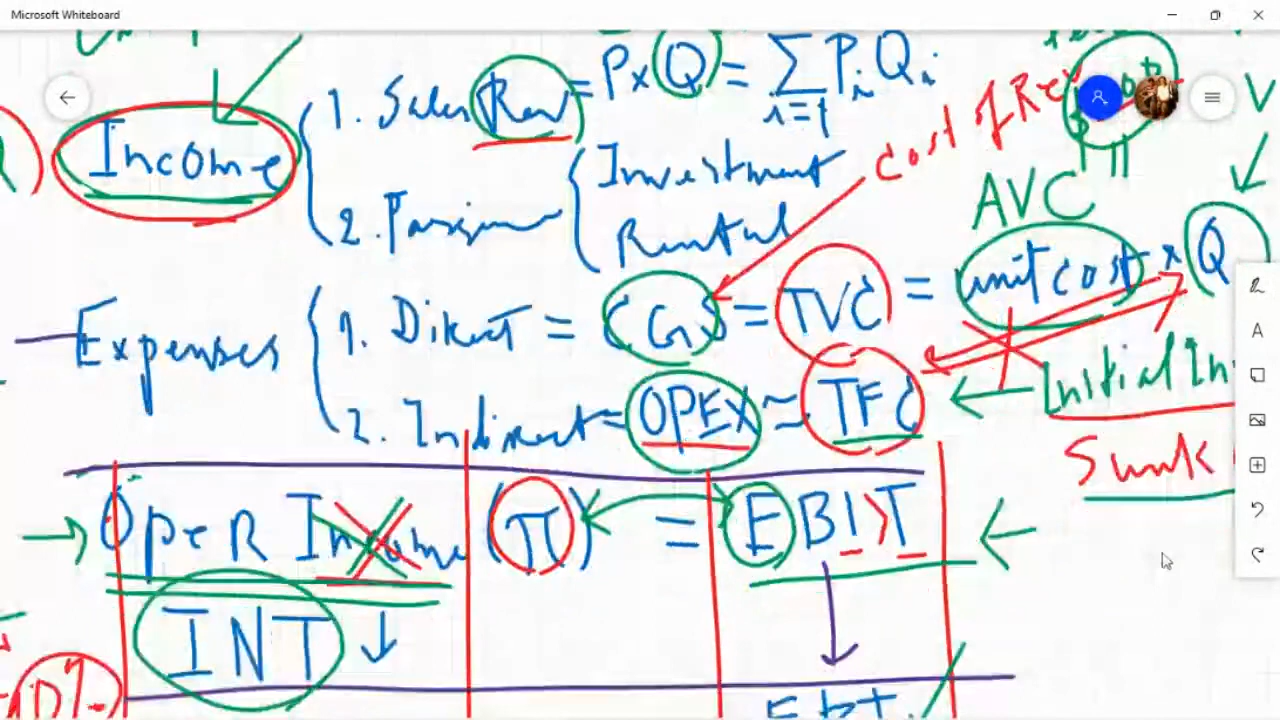 Microsoft Whiteboard
1. Sales Rev = P x Q = Σ Pi Qi
i=1
Cost of Rev
Income
2. Passive
Investment
Rental
AVC
V
Expenses
1. Direct = CGS = TVC = unit cost * Q
2. Indirect = OPEX ≃ TFC
← Initial In
Sunk
→ Oper Income (π) = EBIT ←
INT ↓
Ebt